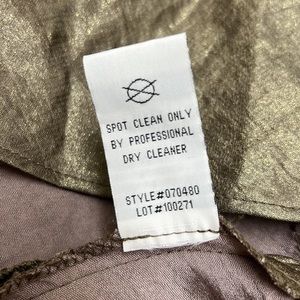 SPOT CLEAN ONLY
BY PROFESSIONAL
DRY CLEANER
STYLE#070480
LOT#100271